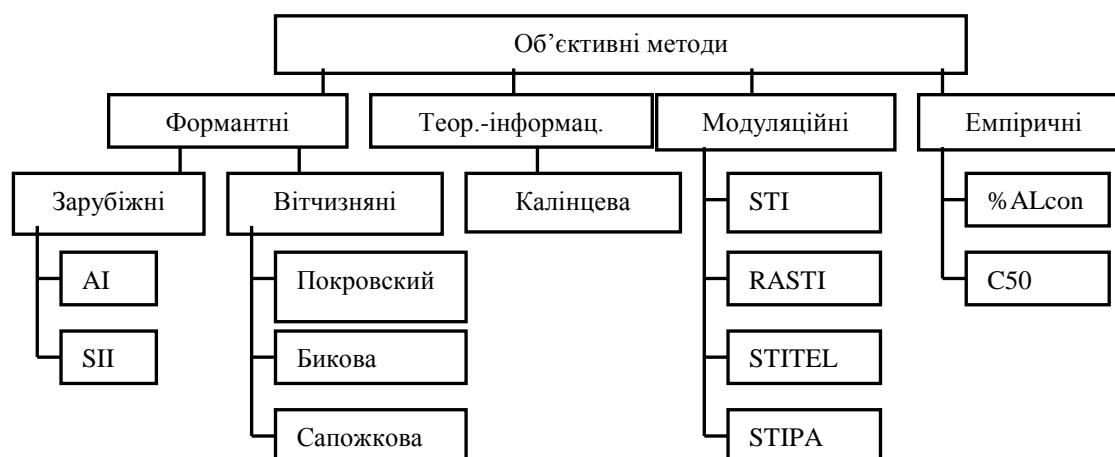 Об’єктивні методи
Формантні
Теор.-інформац.
Модуляційні
Емпиричні
Зарубіжні
Вітчизняні
Калінцева
STI
%ALcon
AI
Покровский
RASTI
C50
SII
Бикова
STITEL
Сапожкова
STIPA